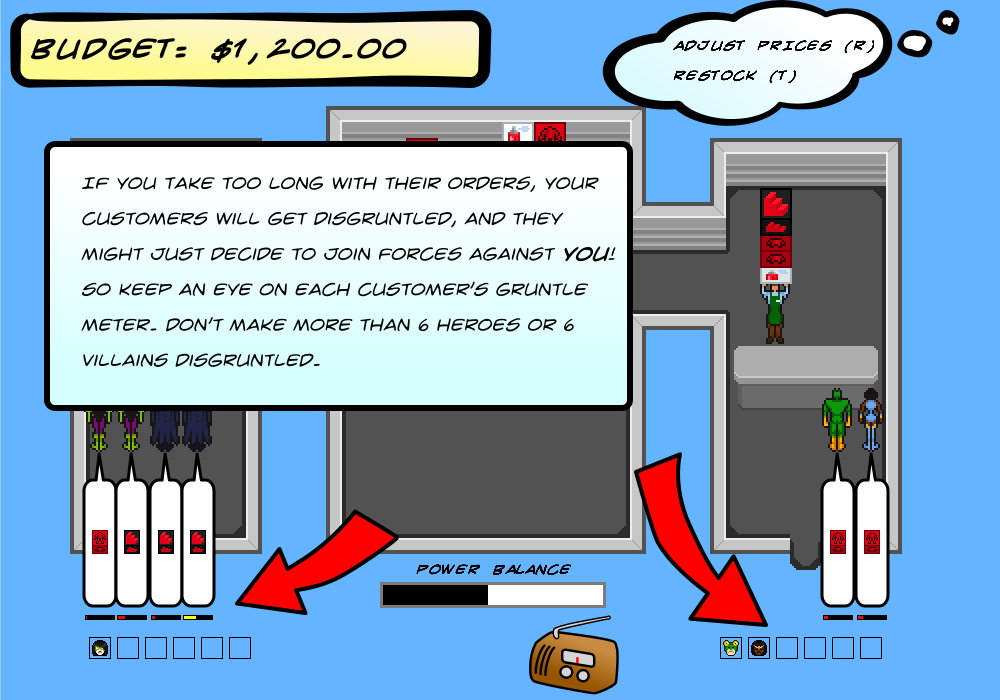 BUDGET: $1,200.00
ADJUST PRICES (R)
RESTOCK (T)
IF YOU TAKE TOO LONG WITH THEIR ORDERS, YOUR
CUSTOMERS WILL GET DISGRUNTLED, AND THEY
MIGHT JUST DECIDE TO JOIN FORCES AGAINST YOU!
SO KEEP AN EYE ON EACH CUSTOMER'S GRUNTLE
METER. DON'T MAKE MORE THAN 6 HEROES OR 6
VILLAINS DISGRUNTLED.
POWER BALANCE